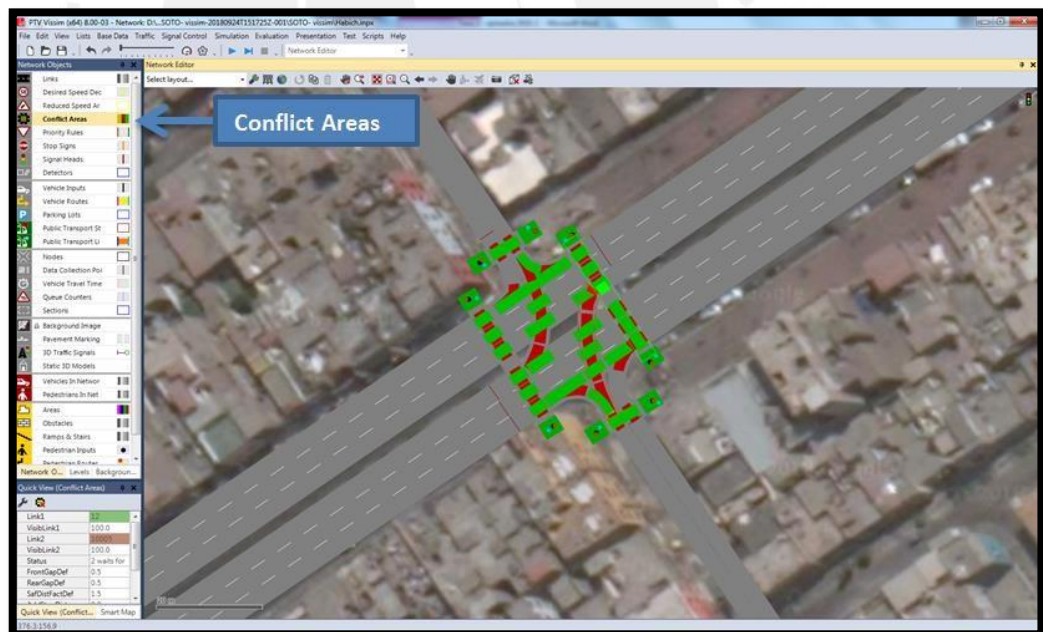 PTV Vissim (x64) 8.00-03 - Network: D:\...SOTO- vissim-20180924T151725Z-001\SOTO- vissim\Habich.inpx
File Edit View Lists Base Data Traffic Signal Control Simulation Evaluation Presentation Test Scripts Help
Network Editor
Network Objects
Network Editor
Select layout...
Links
Desired Speed Dec
Reduced Speed Ar
Conflict Areas
Priority Rules
Stop Signs
Signal Heads
Detectors
Vehicle Inputs
Vehicle Routes
Parking Lots
Public Transport St
Public Transport Li
Nodes
Data Collection Poi
Vehicle Travel Time
Queue Counters
Sections
Background Image
Pavement Marking
3D Traffic Signals
Static 3D Models
Vehicles In Networ
Pedestrians In Net
Areas
Obstacles
Ramps & Stairs
Pedestrian Inputs
Pedestrian Routes
Network O... Levels Backgroun...
Conflict Areas
Quick View (Conflict Areas)
Link1 12
VisibLink1 100.0
Link2
VisibLink2 100.0
Status 2 waits for
FrontGapDef 0.5
RearGapDef 0.5
SafDistFactDef 1.5
Quick View (Conflict... Smart Map
376.3:156.9